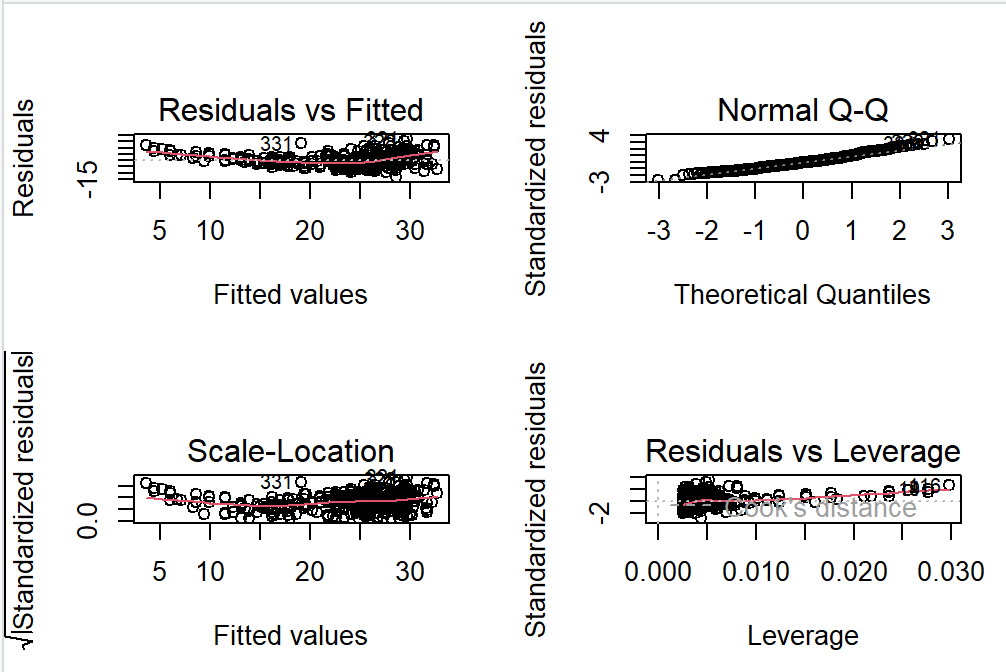 Residuals vs Fitted
Residuals
-15
331
5 10 20 30
Fitted values
Normal Q-Q
Standardized residuals
4
-3
-3 -2 -1 0 1 2 3
Theoretical Quantiles
Scale-Location
√|Standardized residuals|
0.0
331
5 10 20 30
Fitted values
Residuals vs Leverage
Standardized residuals
-2
Cook's distance
0.000 0.010 0.020 0.030
Leverage